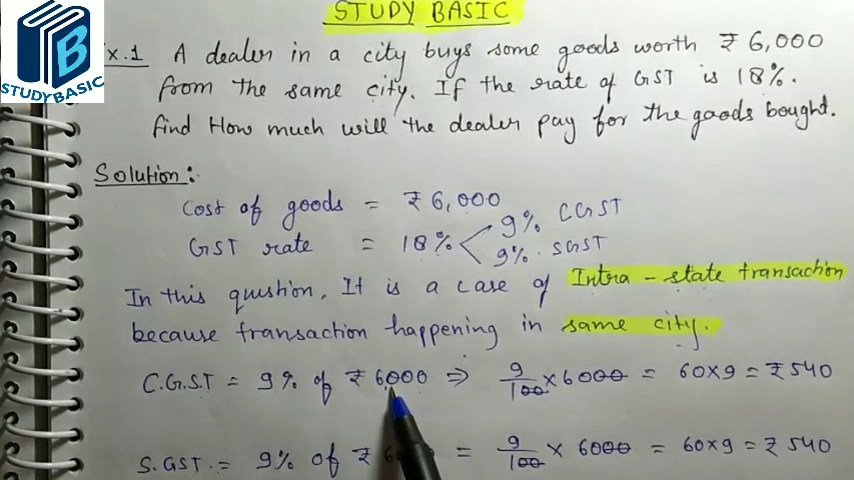 STUDY BASIC
B
STUDYBASIC
x.1 A dealer in a city buys some goods worth ₹ 6,000
from the same city. If the rate of GST is 18%.
find How much will the dealer pay for the goods bought.
Solution:
Cost of goods = ₹6,000
9% CGST
GST rate = 18%
9% SGST
In this question, It is a case of Intra-state transaction
because transaction happening in same city.
C.G.S.T = 9% of ₹ 6000 ⇒ 9/100 × 6000 = 60×9 = ₹540
S.GST. = 9% of ₹ 6 = 9/100 × 6000 = 60×9 = ₹540